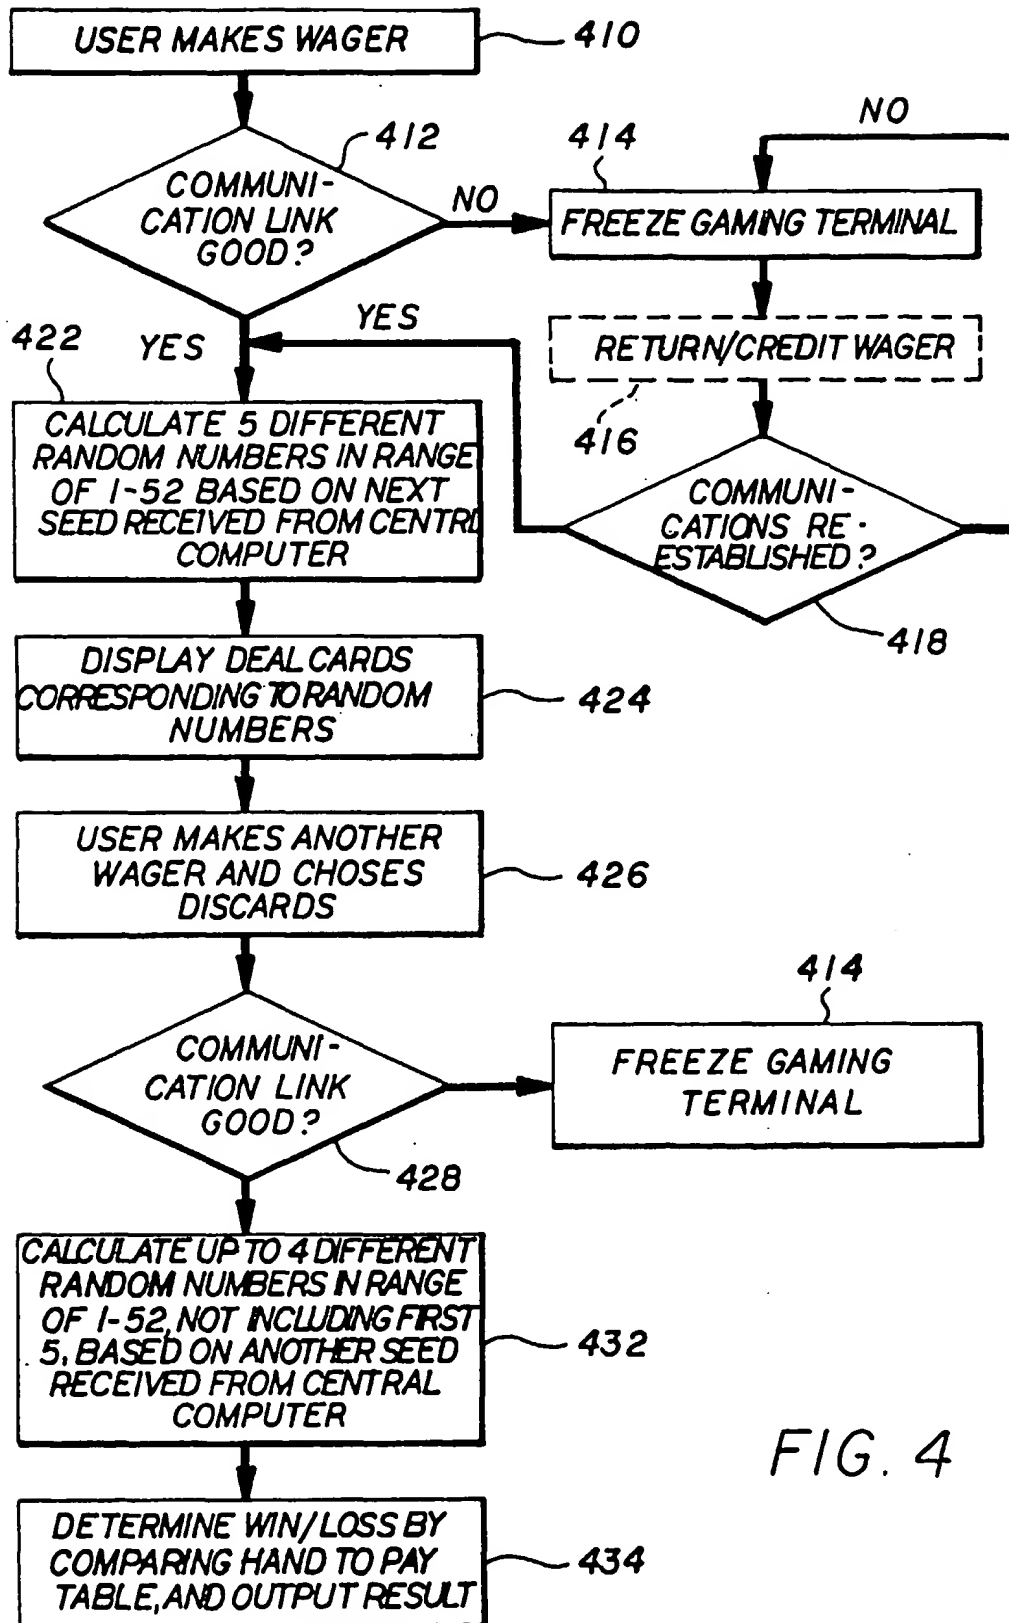 USER MAKES WAGER
410
COMMUNI-
CATION LINK
GOOD?
412
NO
YES
414
FREEZE GAMING TERMINAL
NO
RETURN/CREDIT WAGER
416
COMMUNI-
CATIONS RE-
ESTABLISHED?
418
YES
422
CALCULATE 5 DIFFERENT
RANDOM NUMBERS IN RANGE
OF 1-52 BASED ON NEXT
SEED RECEIVED FROM CENTRL
COMPUTER
DISPLAY DEAL CARDS
CORRESPONDING TO RANDOM
NUMBERS
424
USER MAKES ANOTHER
WAGER AND CHOSES
DISCARDS
426
COMMUNI-
CATION LINK
GOOD?
428
414
FREEZE GAMING
TERMINAL
CALCULATE UP TO 4 DIFFERENT
RANDOM NUMBERS IN RANGE
OF 1-52, NOT INCLUDING FIRST
5, BASED ON ANOTHER SEED
RECEIVED FROM CENTRAL
COMPUTER
432
DETERMINE WIN/LOSS BY
COMPARING HAND TO PAY
TABLE, AND OUTPUT RESULT
434
FIG. 4